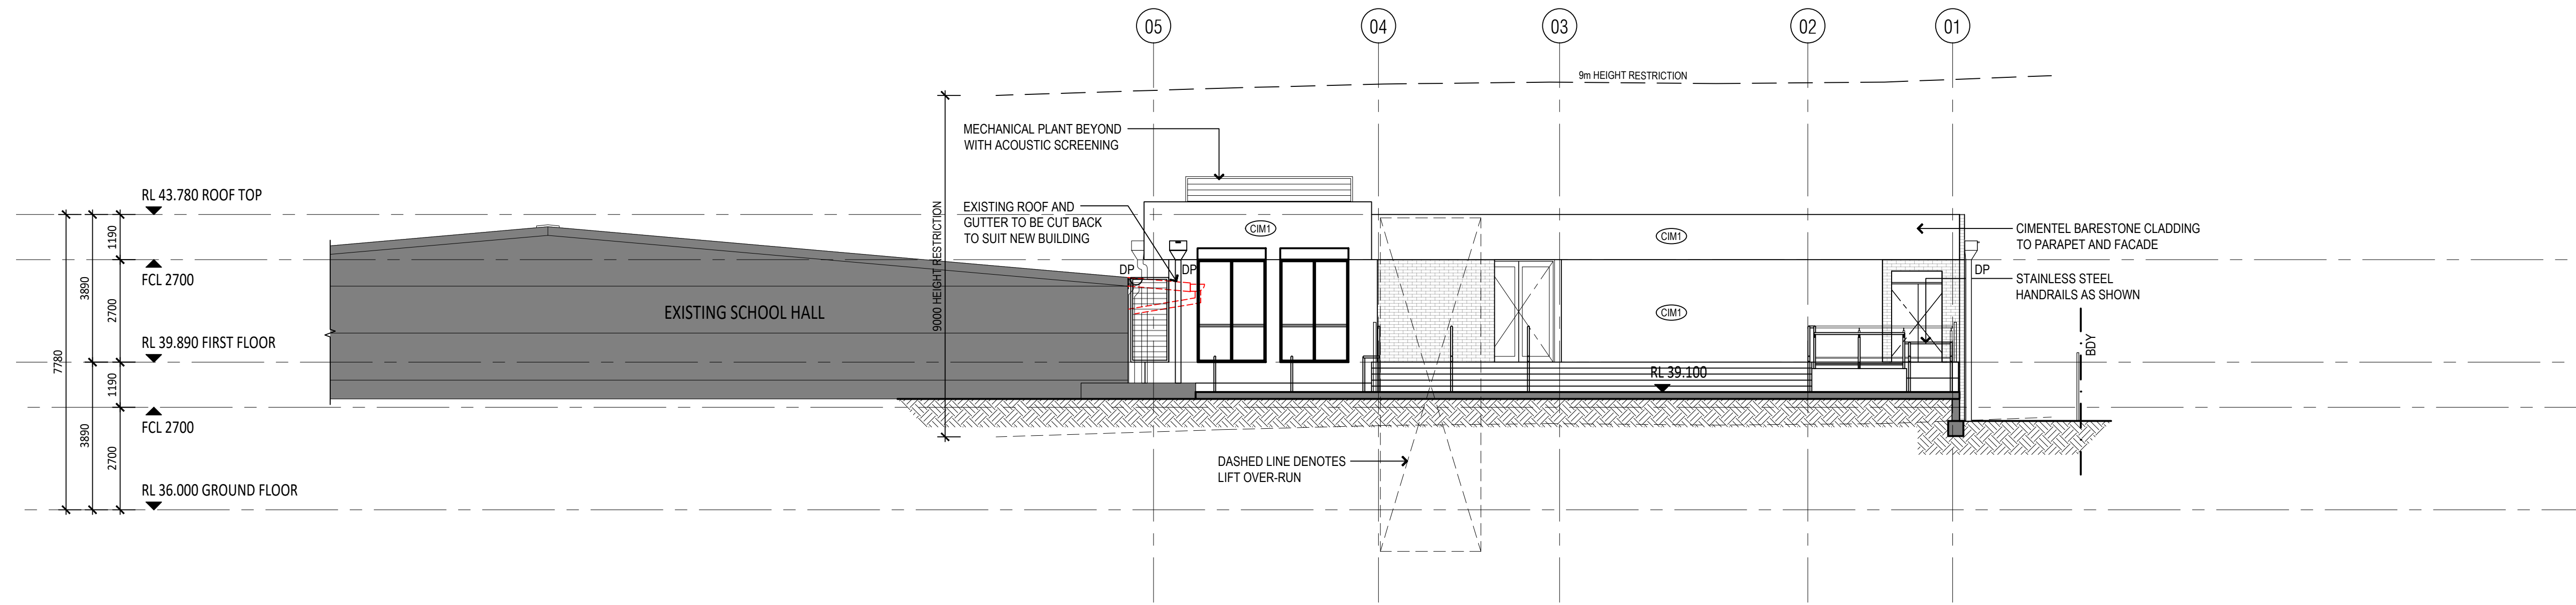 05
04
03
02
01
9m HEIGHT RESTRICTION
MECHANICAL PLANT BEYOND
WITH ACOUSTIC SCREENING
RL 43.780 ROOF TOP
EXISTING ROOF AND
GUTTER TO BE CUT BACK
TO SUIT NEW BUILDING
9000 HEIGHT RESTRICTION
CIM1
CIM1
CIMENTEL BARESTONE CLADDING
TO PARAPET AND FACADE
1190
FCL 2700
DP
DP
DP
STAINLESS STEEL
HANDRAILS AS SHOWN
3890
2700
EXISTING SCHOOL HALL
CIM1
RL 39.890 FIRST FLOOR
BDY
7780
1190
RL 39.100
FCL 2700
3890
2700
DASHED LINE DENOTES
LIFT OVER-RUN
RL 36.000 GROUND FLOOR